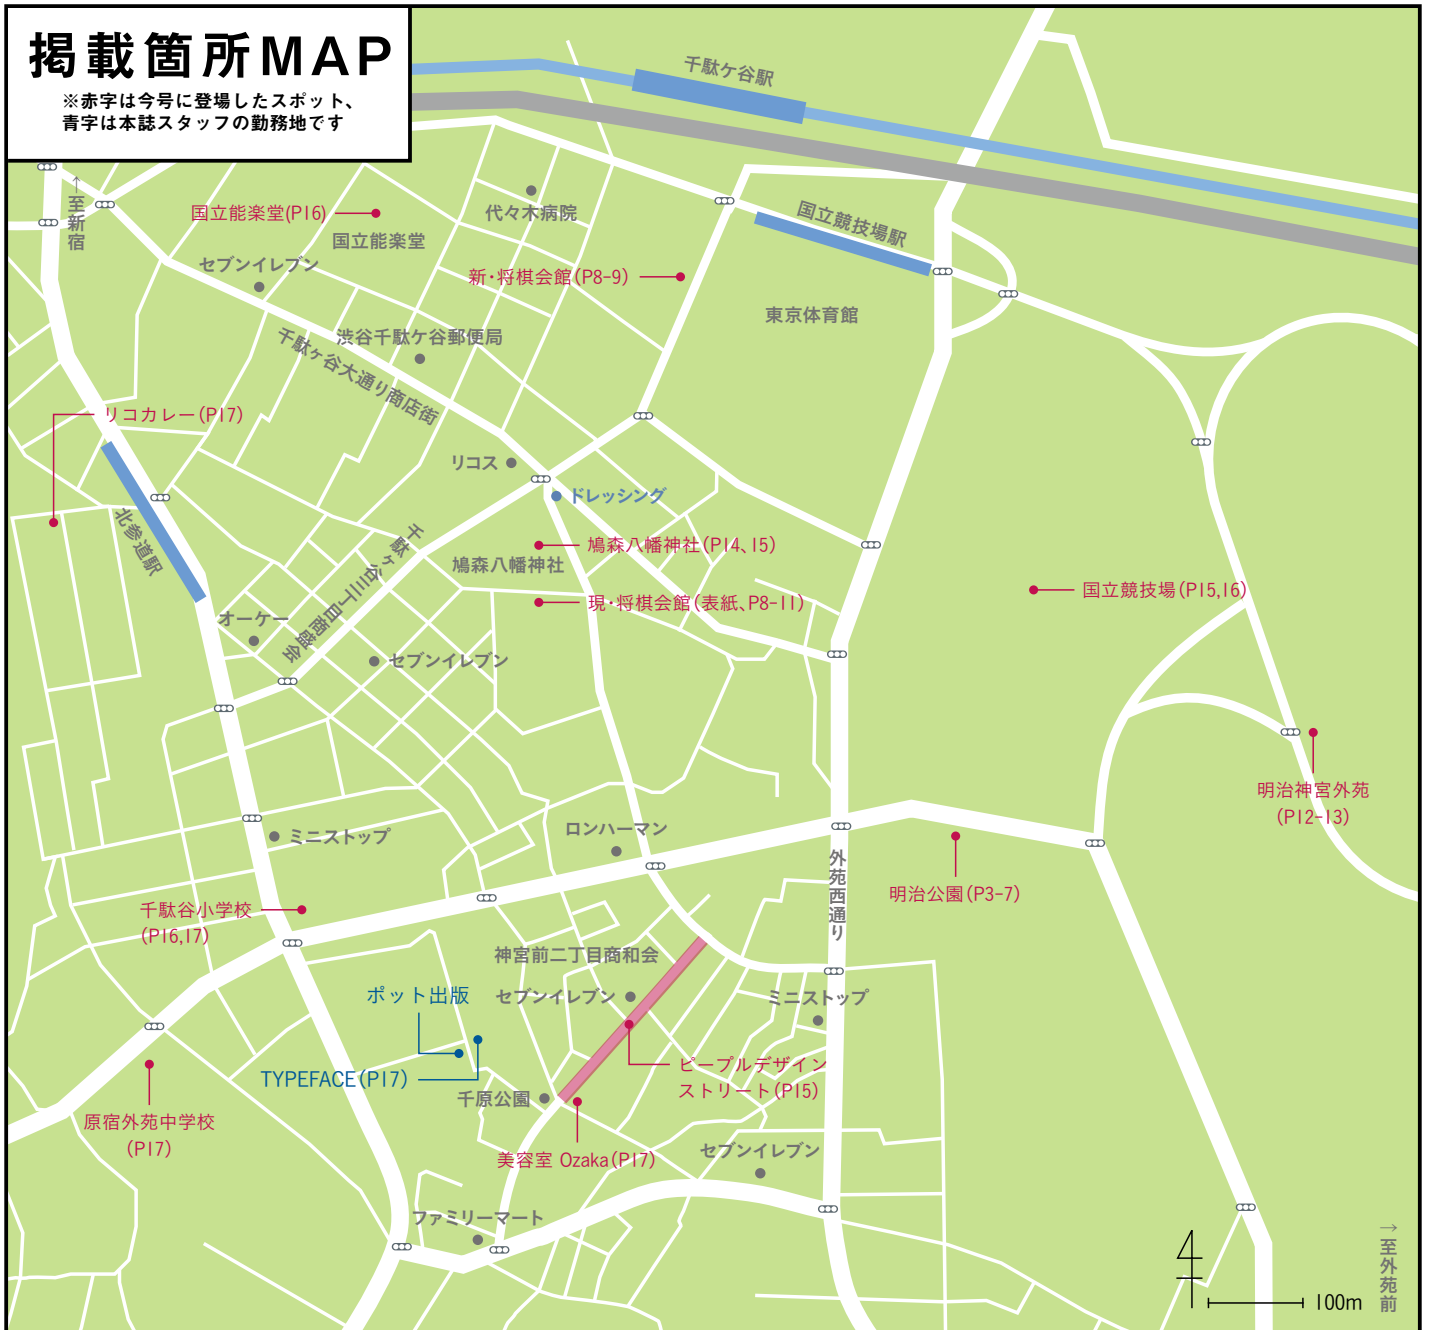 掲載箇所MAP
※赤字は今号に登場したスポット、
青字は本誌スタッフの勤務地です
千駄ケ谷駅
←至新宿
国立能楽堂(P16)
国立能楽堂
代々木病院
国立競技場駅
セブンイレブン
新・将棋会館(P8-9)
東京体育館
渋谷千駄ケ谷郵便局
千駄ヶ谷大通り商店街
リコカレー(P17)
リコス
ドレッシング
北参道駅
千駄ヶ谷三丁目商盛会
鳩森八幡神社(P14、15)
鳩森八幡神社
国立競技場(P15,16)
現・将棋会館(表紙、P8-11)
オーケー
セブンイレブン
明治神宮外苑
(P12-13)
ロンハーマン
ミニストップ
外苑西通り
明治公園(P3-7)
千駄谷小学校
(P16,17)
神宮前二丁目商和会
ポット出版
セブンイレブン
ミニストップ
TYPEFACE(P17)
ピープルデザイン
ストリート(P15)
千原公園
原宿外苑中学校
(P17)
美容室 Ozaka(P17)
セブンイレブン
ファミリーマート
→至外苑前
100m